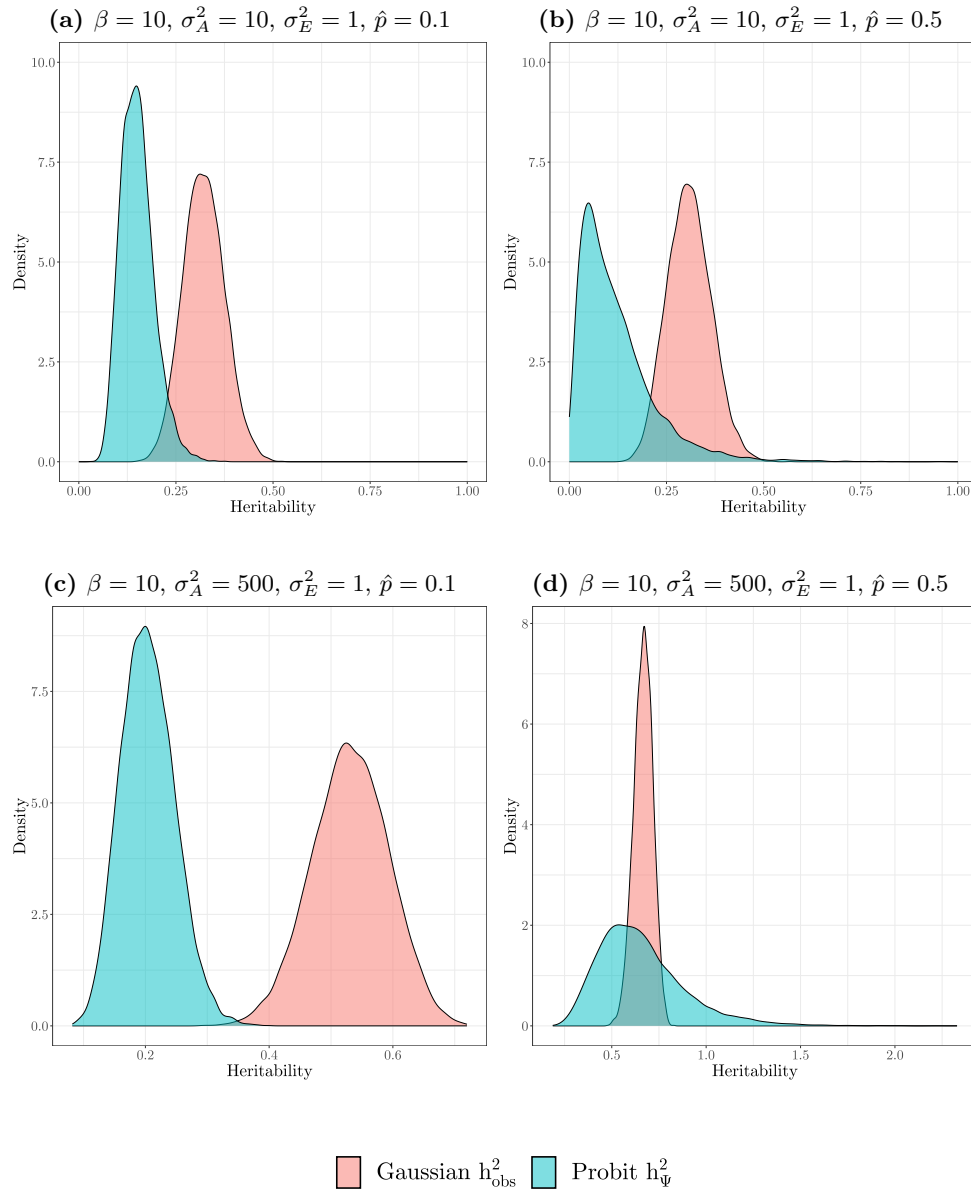 (a) β = 10, σ²_A = 10, σ²_E = 1, p̂ = 0.1
10.0
7.5
5.0
2.5
0.0
Density
0.00 0.25 0.50 0.75 1.00
Heritability
(b) β = 10, σ²_A = 10, σ²_E = 1, p̂ = 0.5
10.0
7.5
5.0
2.5
0.0
Density
0.00 0.25 0.50 0.75 1.00
Heritability
(c) β = 10, σ²_A = 500, σ²_E = 1, p̂ = 0.1
7.5
5.0
2.5
0.0
Density
0.2 0.4 0.6
Heritability
(d) β = 10, σ²_A = 500, σ²_E = 1, p̂ = 0.5
8
6
4
2
0
Density
0.5 1.0 1.5 2.0
Heritability
Gaussian h²_obs Probit h²_Ψ